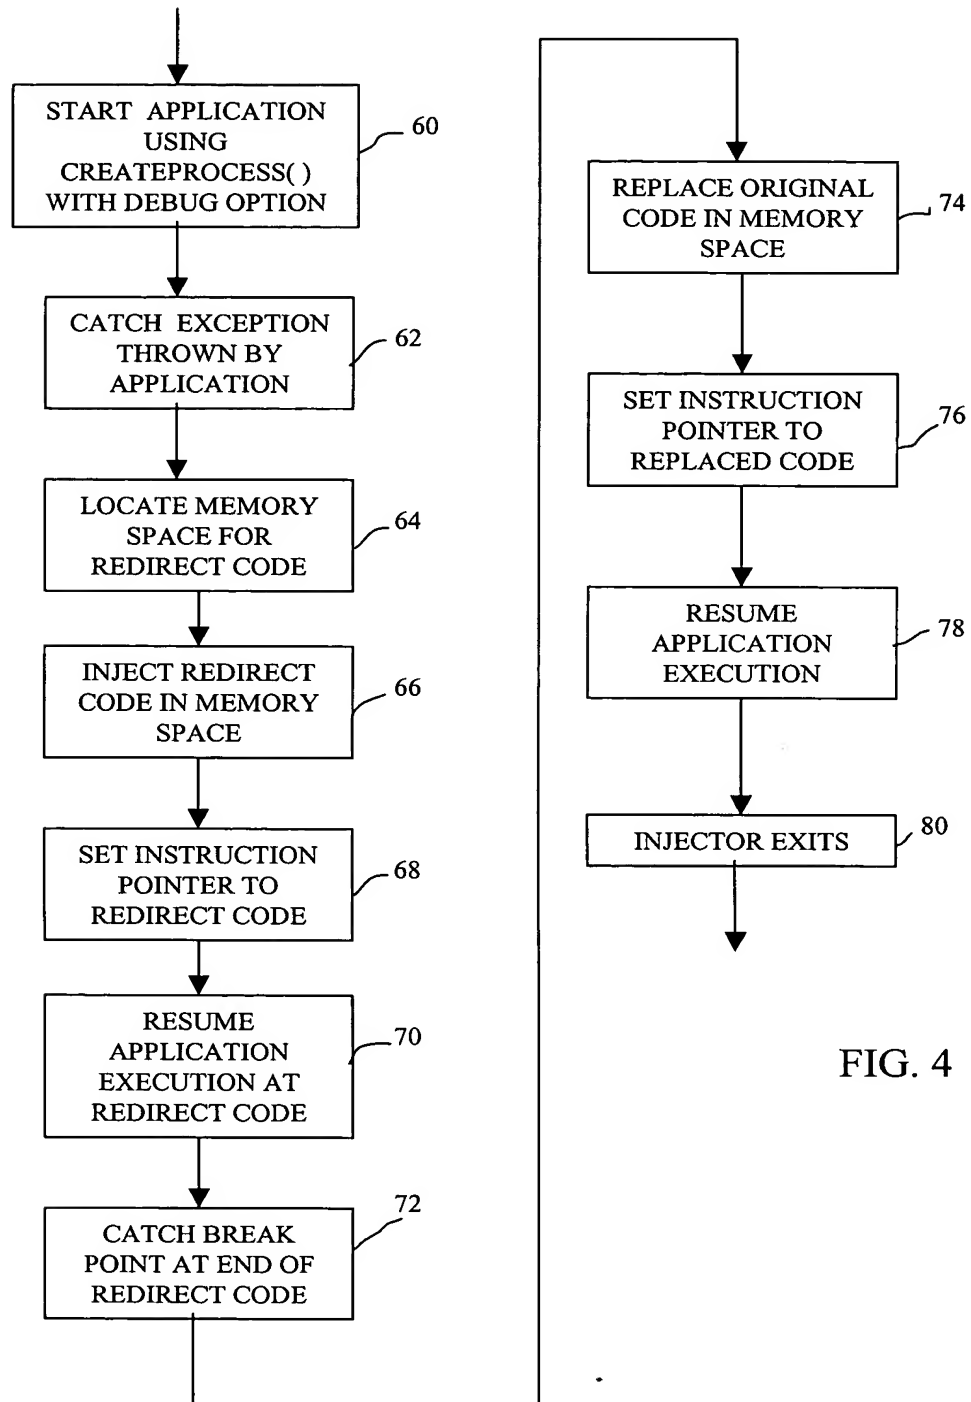 START APPLICATION
USING
CREATEPROCESS( )
WITH DEBUG OPTION
60
CATCH EXCEPTION
THROWN BY
APPLICATION
62
LOCATE MEMORY
SPACE FOR
REDIRECT CODE
64
INJECT REDIRECT
CODE IN MEMORY
SPACE
66
SET INSTRUCTION
POINTER TO
REDIRECT CODE
68
RESUME
APPLICATION
EXECUTION AT
REDIRECT CODE
70
CATCH BREAK
POINT AT END OF
REDIRECT CODE
72
REPLACE ORIGINAL
CODE IN MEMORY
SPACE
74
SET INSTRUCTION
POINTER TO
REPLACED CODE
76
RESUME
APPLICATION
EXECUTION
78
INJECTOR EXITS
80
FIG. 4